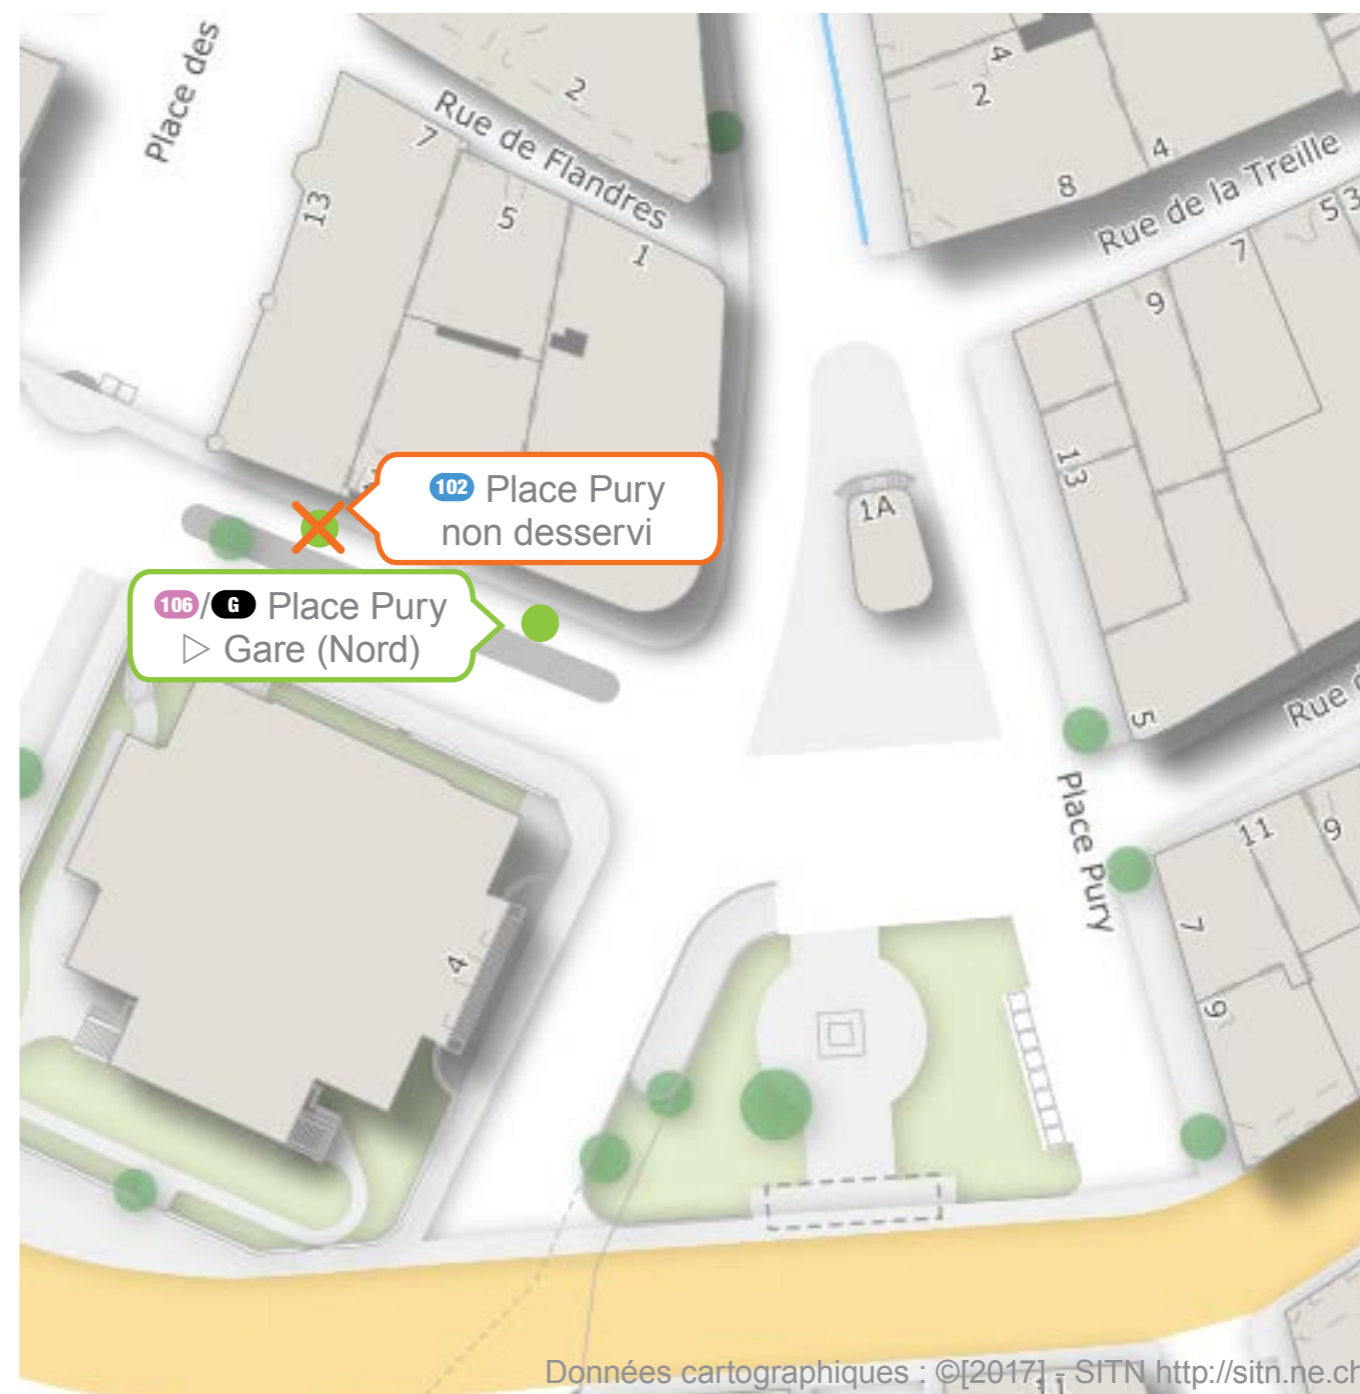 Place des
2
4
2
Rue de Flandres
7
4
8
Rue de la Treille
5 3
13
5
1
7
9
13
102 Place Pury
non desservi
1A
106/G Place Pury
▷ Gare (Nord)
5
Rue
Place Pury
11
9
7
4
9
Données cartographiques : ©[2017] - SITN http://sitn.ne.ch
11